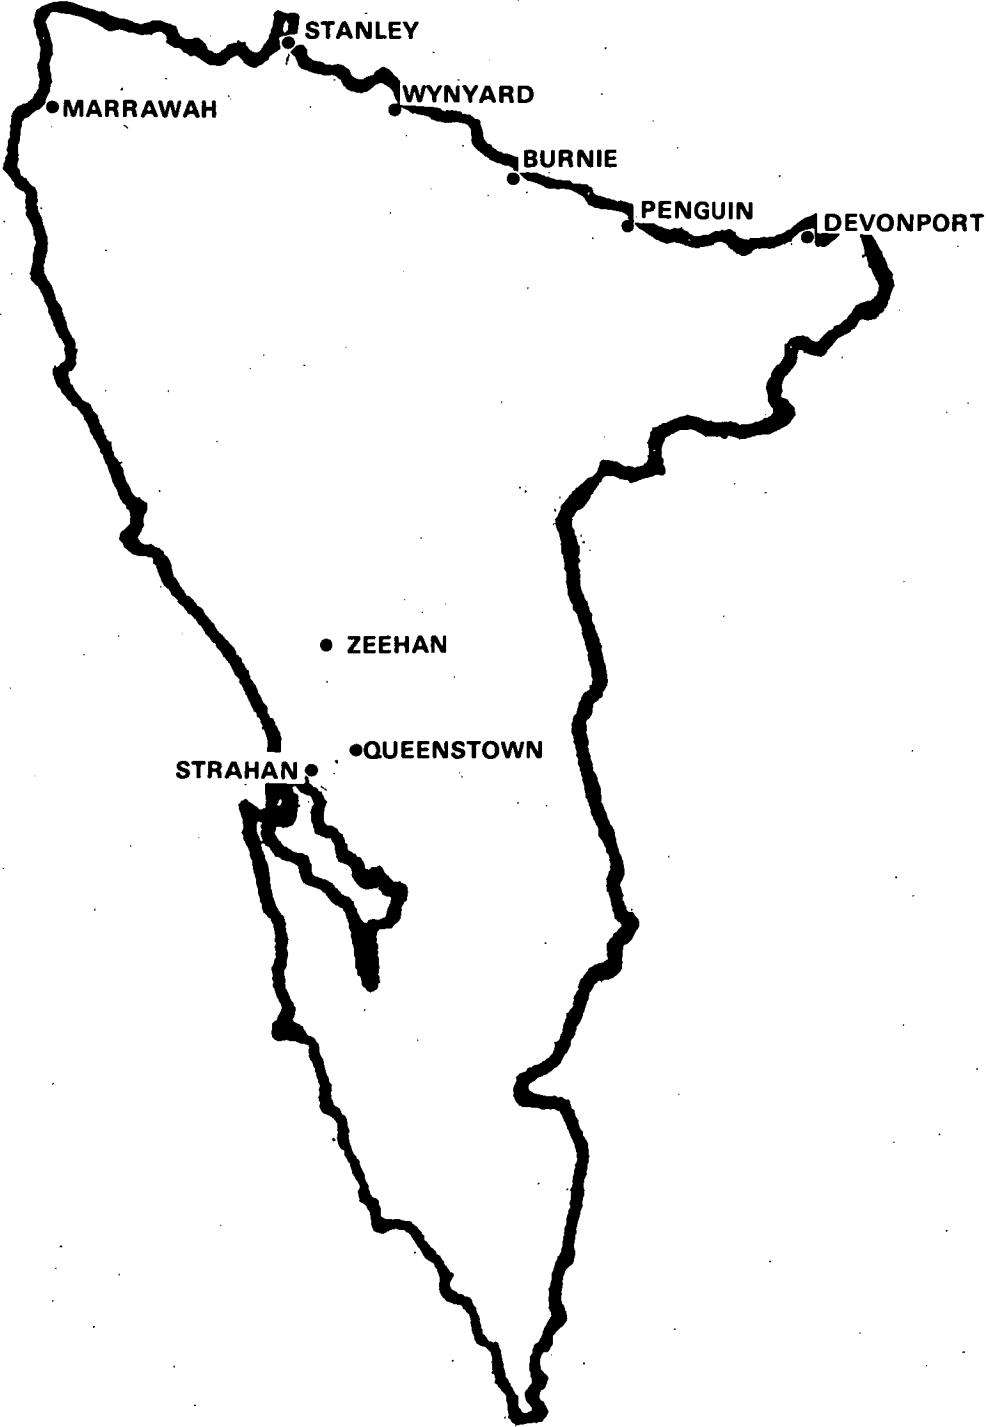 STANLEY
WYNYARD
MARRAWAH
BURNIE
PENGUIN
DEVONPORT
ZEEHAN
QUEENSTOWN
STRAHAN